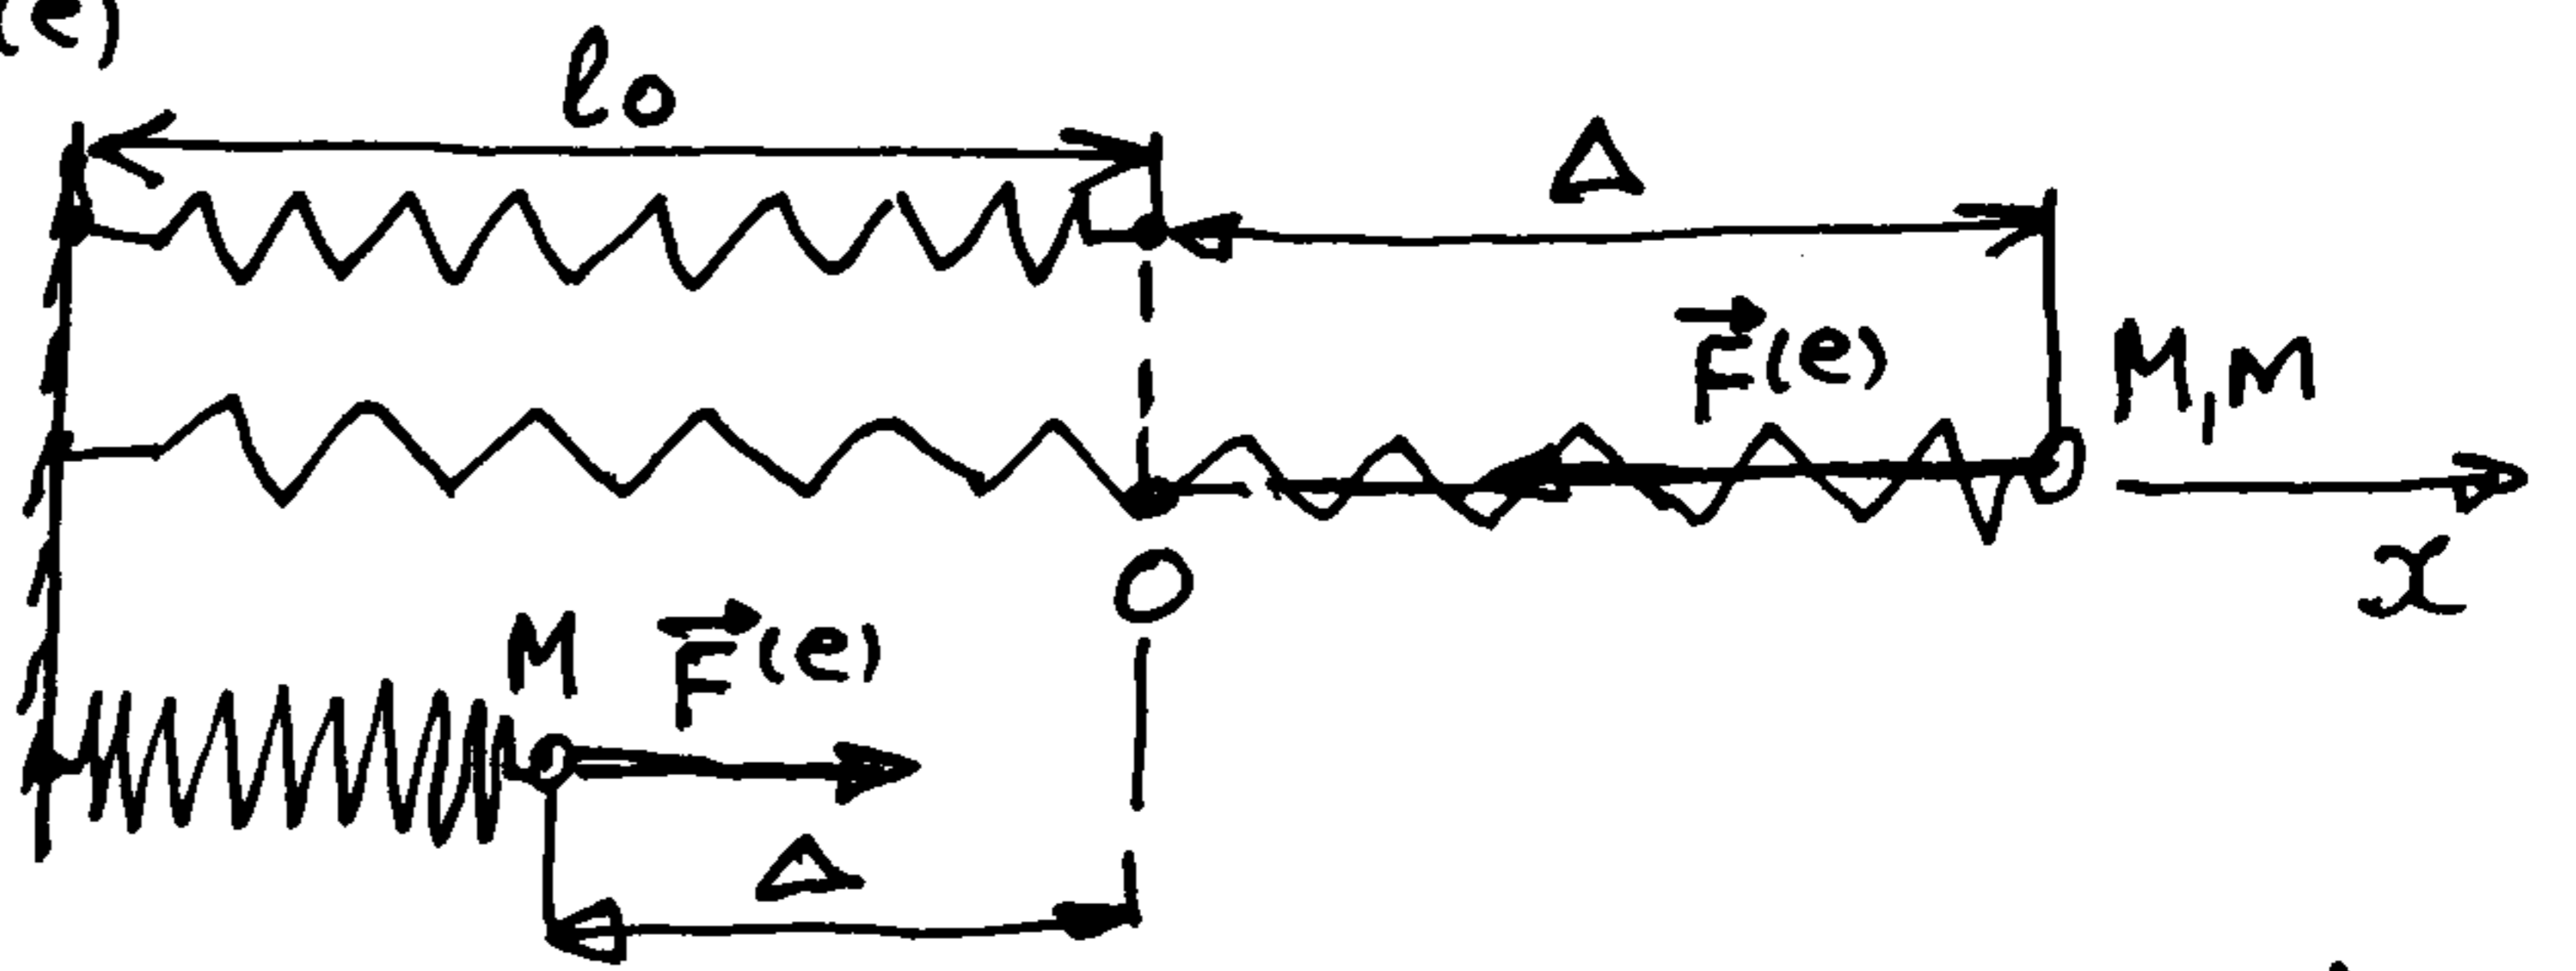 (e)
l₀
Δ
F⃗(e)
M, m
x
O
M F⃗(e)
Δ